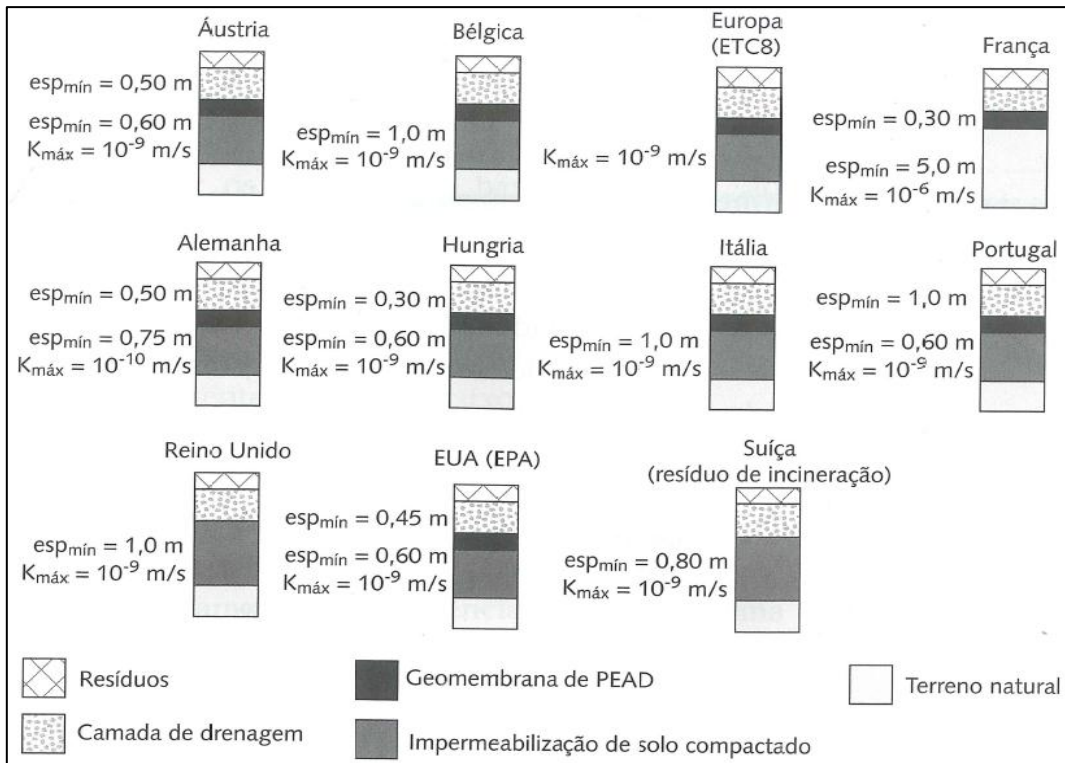 Áustria
esp_mín = 0,50 m
esp_mín = 0,60 m
K_máx = 10^-9 m/s
Bélgica
esp_mín = 1,0 m
K_máx = 10^-9 m/s
Europa
(ETC8)
K_máx = 10^-9 m/s
França
esp_mín = 0,30 m
esp_mín = 5,0 m
K_máx = 10^-6 m/s
Alemanha
esp_mín = 0,50 m
esp_mín = 0,75 m
K_máx = 10^-10 m/s
Hungria
esp_mín = 0,30 m
esp_mín = 0,60 m
K_máx = 10^-9 m/s
Itália
esp_mín = 1,0 m
K_máx = 10^-9 m/s
Portugal
esp_mín = 1,0 m
esp_mín = 0,60 m
K_máx = 10^-9 m/s
Reino Unido
esp_mín = 1,0 m
K_máx = 10^-9 m/s
EUA (EPA)
esp_mín = 0,45 m
esp_mín = 0,60 m
K_máx = 10^-9 m/s
Suíça
(resíduo de incineração)
esp_mín = 0,80 m
K_máx = 10^-9 m/s
Resíduos
Geomembrana de PEAD
Terreno natural
Camada de drenagem
Impermeabilização de solo compactado